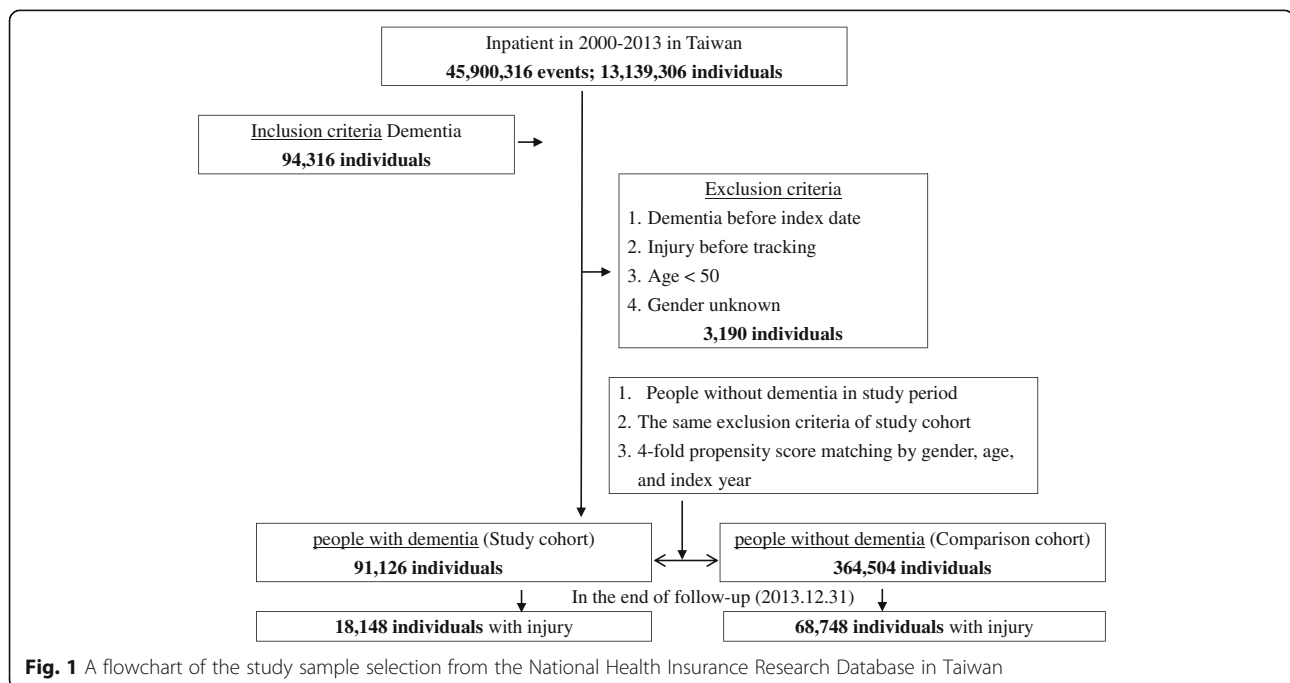 Inpatient in 2000-2013 in Taiwan
45,900,316 events; 13,139,306 individuals
Inclusion criteria Dementia
94,316 individuals
Exclusion criteria
1. Dementia before index date
2. Injury before tracking
3. Age < 50
4. Gender unknown
3,190 individuals
1. People without dementia in study period
2. The same exclusion criteria of study cohort
3. 4-fold propensity score matching by gender, age,
and index year
people with dementia (Study cohort)
91,126 individuals
people without dementia (Comparison cohort)
364,504 individuals
In the end of follow-up (2013.12.31)
18,148 individuals with injury
68,748 individuals with injury
Fig. 1 A flowchart of the study sample selection from the National Health Insurance Research Database in Taiwan